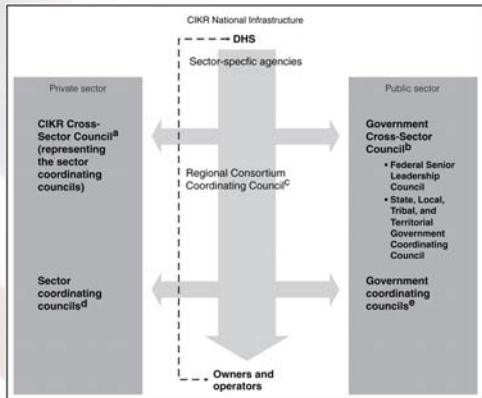 CIKR National Infrastructure
DHS
Sector-specfic agencies
Private sector
CIKR Cross-
Sector Council a
(representing
the sector
coordinating
councils)
Regional Consortium
Coordinating Council c
Public sector
Government
Cross-Sector
Council b
• Federal Senior
Leadership
Council
• State, Local,
Tribal, and
Territorial
Government
Coordinating
Council
Sector
coordinating
councils d
Government
coordinating
councils e
Owners and
operators